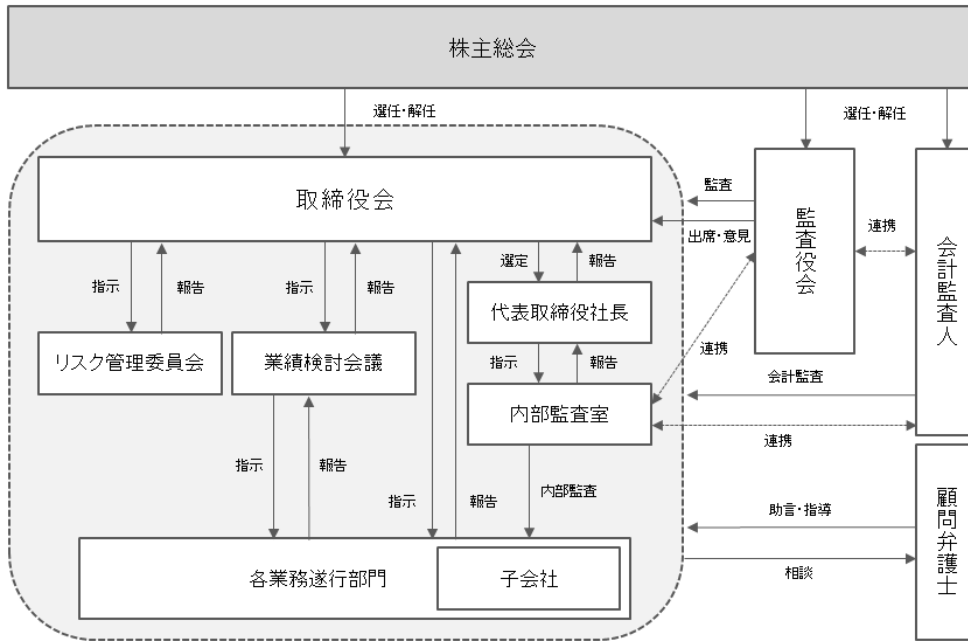 株主総会
選任・解任
選任・解任
取締役会
監査
出席・意見
監査役会
連携
会計監査人
指示
報告
指示
報告
選定
報告
代表取締役社長
リスク管理委員会
業績検討会議
指示
報告
連携
会計監査
内部監査室
連携
指示
報告
指示
報告
内部監査
助言・指導
顧問弁護士
各業務遂行部門
子会社
相談